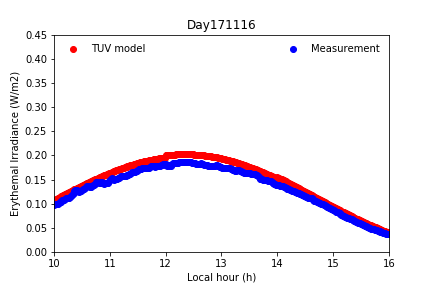 Day171116
TUV model
Measurement
Erythemal Irradiance (W/m2)
0.45
0.40
0.35
0.30
0.25
0.20
0.15
0.10
0.05
0.00
10 11 12 13 14 15 16
Local hour (h)